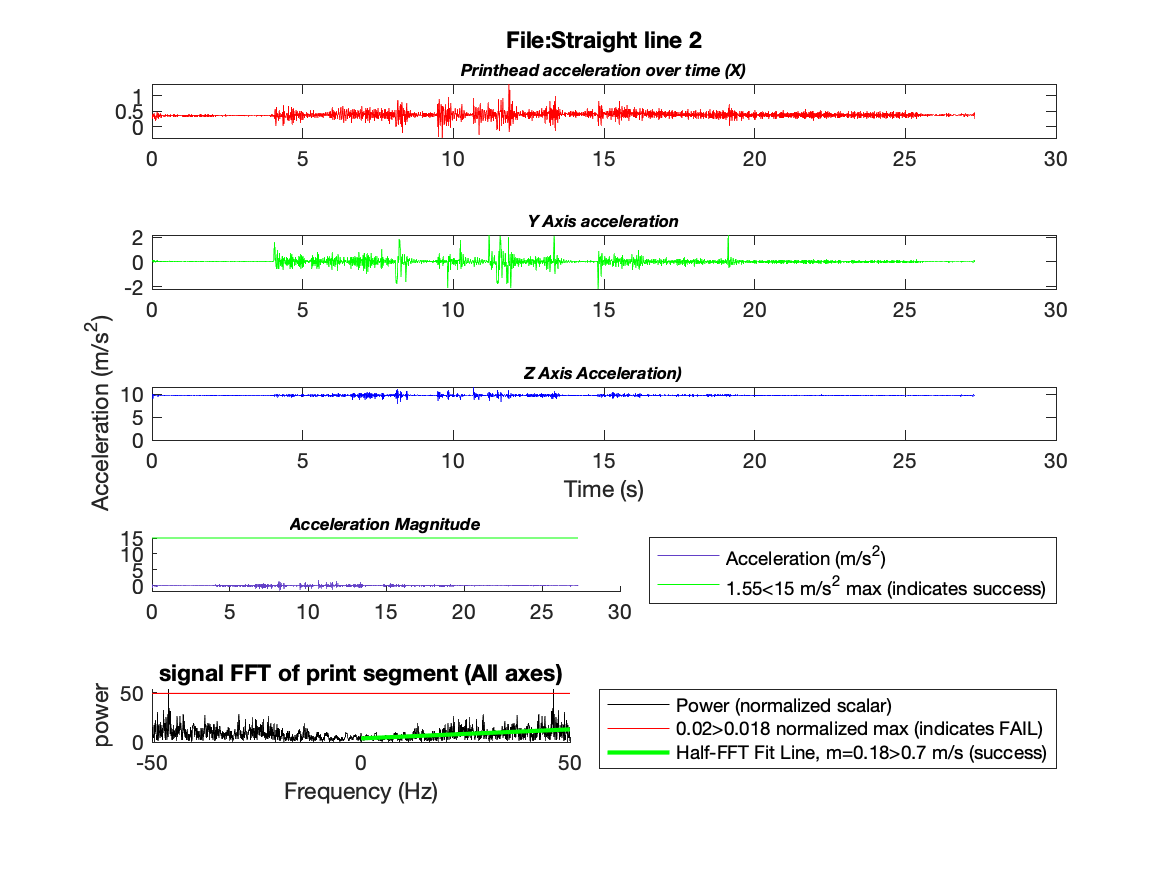 File:Straight line 2
Printhead acceleration over time (X)
1
0.5
0
0 5 10 15 20 25 30
Y Axis acceleration
2
0
-2
0 5 10 15 20 25 30
Acceleration (m/s²)
Z Axis Acceleration)
10
5
0
0 5 10 15 20 25 30
Time (s)
Acceleration Magnitude
15
10
5
0
0 5 10 15 20 25 30
Acceleration (m/s²)
1.55<15 m/s² max (indicates success)
signal FFT of print segment (All axes)
power
50
0
-50 0 50
Frequency (Hz)
Power (normalized scalar)
0.02>0.018 normalized max (indicates FAIL)
Half-FFT Fit Line, m=0.18>0.7 m/s (success)